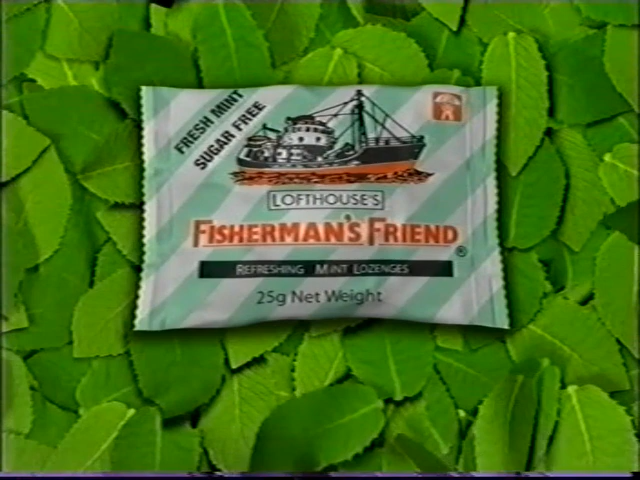 FRESH MINT
SUGAR FREE
LOFTHOUSE'S
FISHERMAN'S FRIEND®
REFRESHING MINT LOZENGES
25g Net Weight